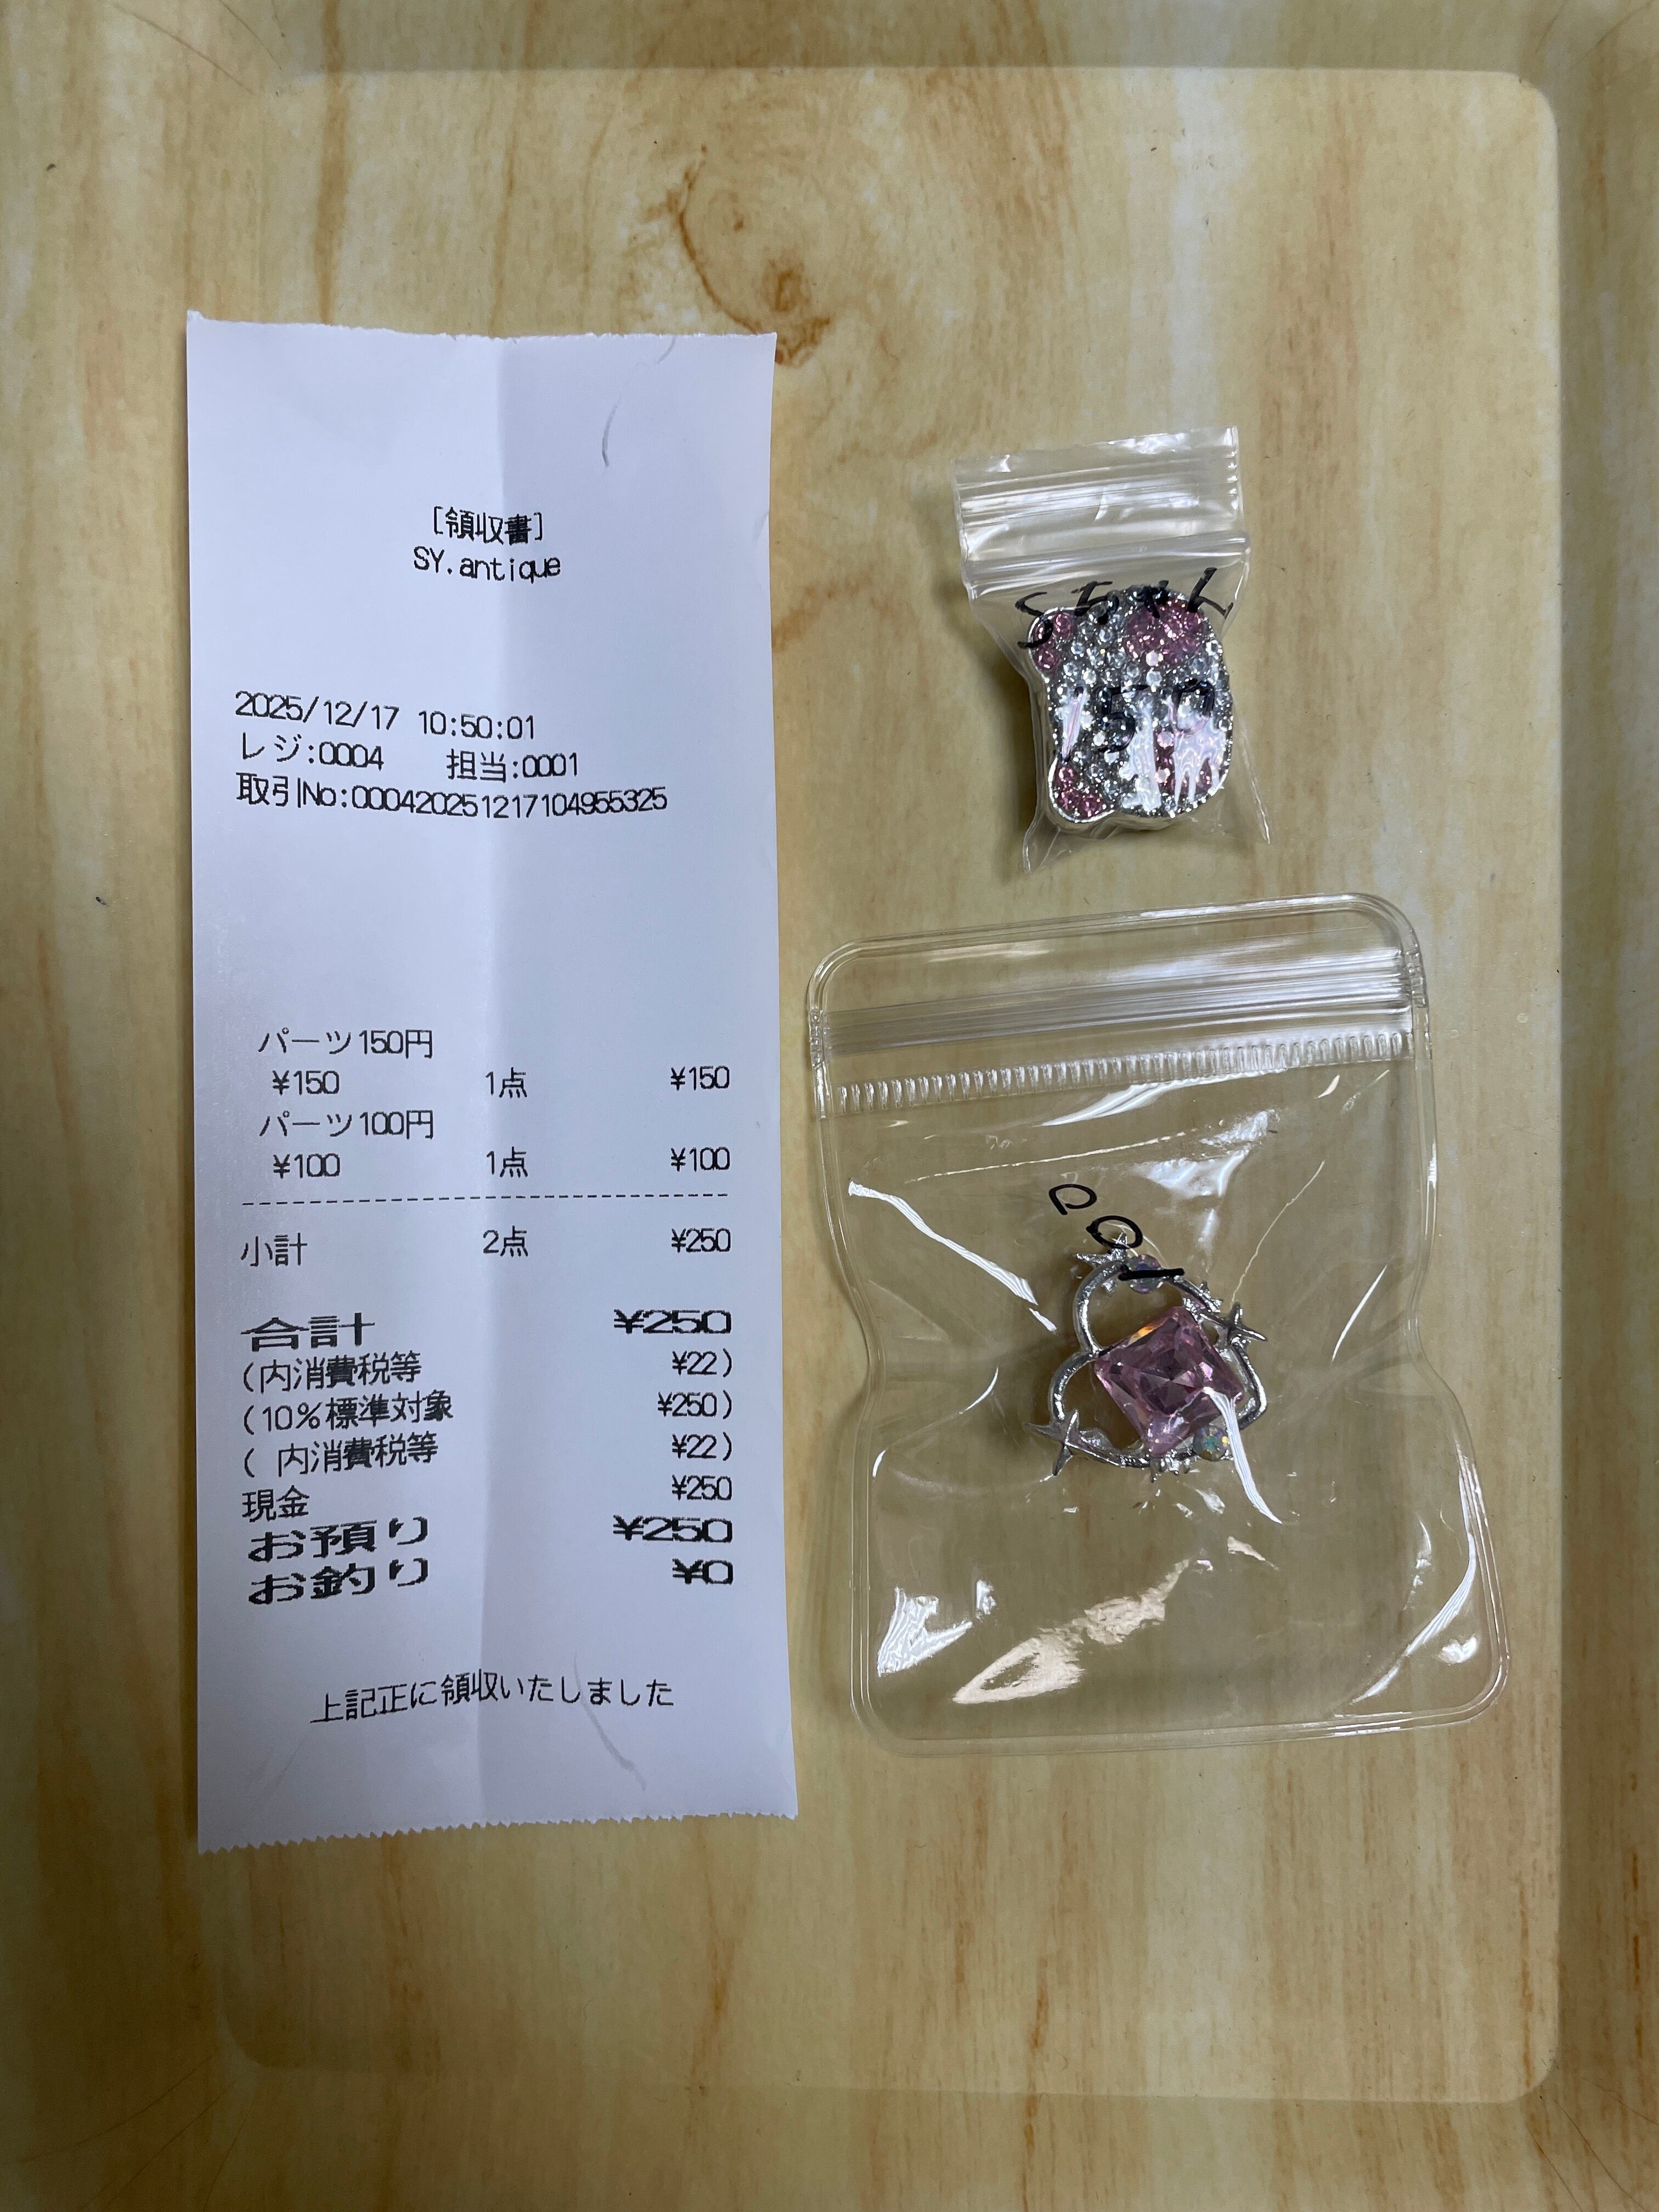 [領収書]
SY.antique
2025/12/17 10:50:01
レジ:0004 担当:0001
取引No:000420251217104955325
パーツ150円
¥150 1点 ¥150
パーツ100円
¥100 1点 ¥100
小計 2点 ¥250
合計 ¥250
(内消費税等 ¥22)
(10%標準対象 ¥250)
( 内消費税等 ¥22)
現金 ¥250
お預り ¥250
お釣り ¥0
上記正に領収いたしました
150
100